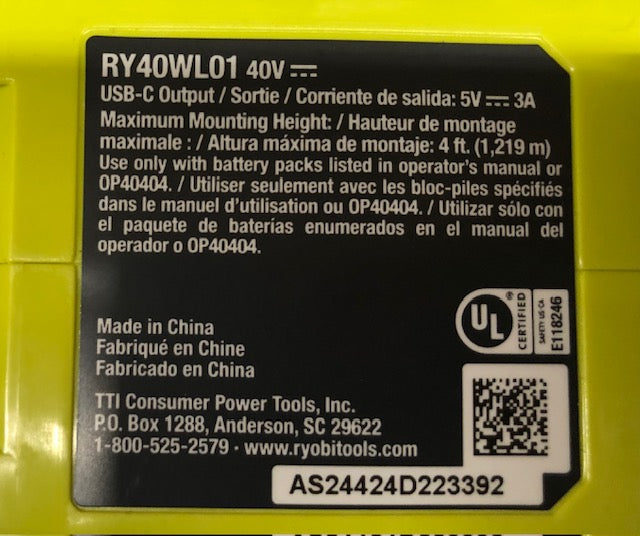 RY40WL01 40V ⎓
USB-C Output / Sortie / Corriente de salida: 5V ⎓ 3A
Maximum Mounting Height: / Hauteur de montage
maximale : / Altura máxima de montaje: 4 ft. (1,219 m)
Use only with battery packs listed in operator's manual or
OP40404. / Utiliser seulement avec les bloc-piles spécifiés
dans le manuel d'utilisation ou OP40404. / Utilizar sólo con
el paquete de baterías enumerados en el manual del
operador o OP40404.
UL ®
CERTIFIED
SAFETY US-CA
E118246
Made in China
Fabriqué en Chine
Fabricado en China
TTI Consumer Power Tools, Inc.
P.O. Box 1288, Anderson, SC 29622
1-800-525-2579 · www.ryobitools.com
AS24424D223392